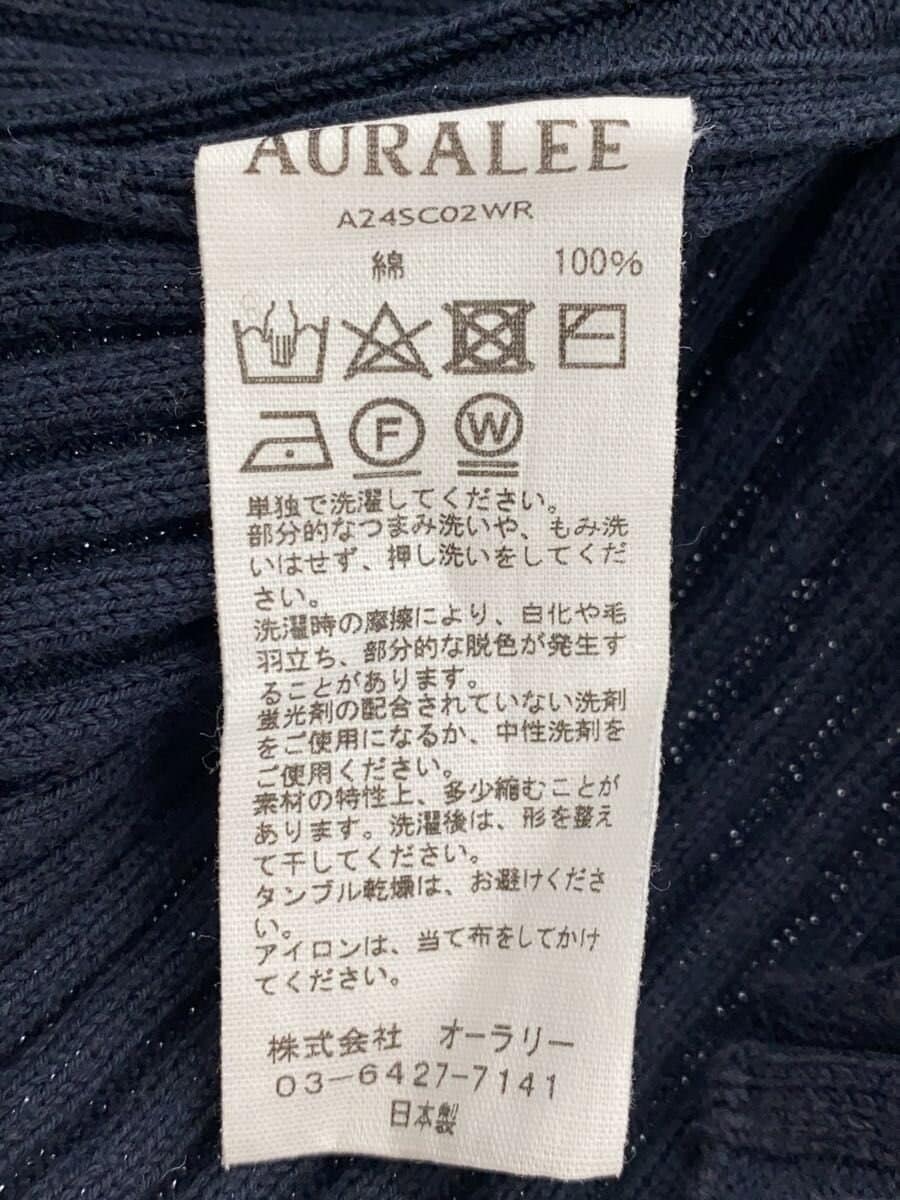 AURALEE
A24SC02WR
綿 100%
F W
単独で洗濯してください。
部分的なつまみ洗いや、もみ洗
いはせず、押し洗いをしてくだ
さい。
洗濯時の摩擦により、白化や毛
羽立ち、部分的な脱色が発生す
ることがあります。
蛍光剤の配合されていない洗剤
をご使用になるか、中性洗剤を
ご使用ください。
素材の特性上、多少縮むことが
あります。洗濯後は、形を整え
て干してください。
タンブル乾燥は、お避けくださ
い。
アイロンは、当て布をしてかけ
てください。
株式会社 オーラリー
03-6427-7141
日本製